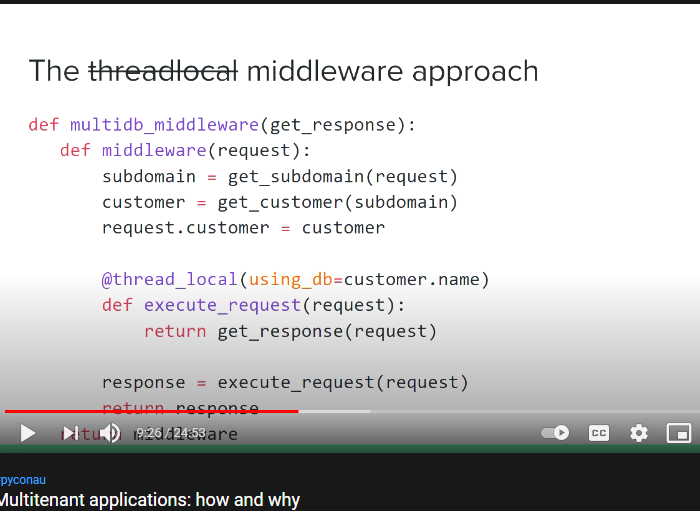 The threadlocal middleware approach
def multidb_middleware(get_response):
def middleware(request):
subdomain = get_subdomain(request)
customer = get_customer(subdomain)
request.customer = customer
@thread_local(using_db=customer.name)
def execute_request(request):
return get_response(request)
response = execute_request(request)
return response
return middleware
9:26 / 24:53
CC
pyconau
Multitenant applications: how and why